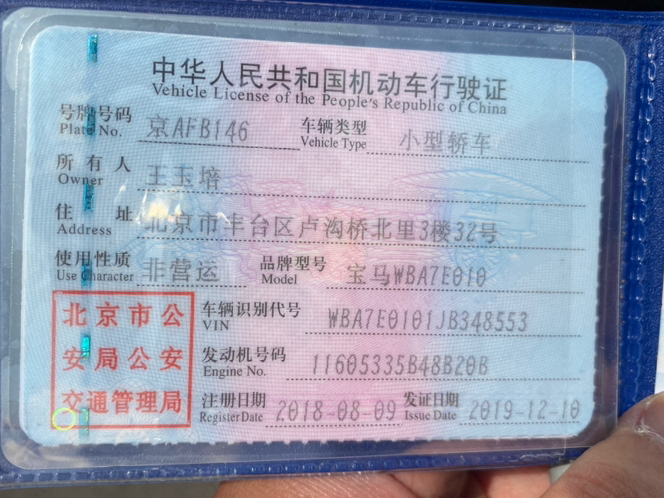 中华人民共和国机动车行驶证
Vehicle License of the People's Republic of China
号牌号码 京AFB146 车辆类型 小型轿车
Plate No. Vehicle Type
所有人 王玉培
Owner
住址 北京市丰台区卢沟桥北里3楼32号
Address
使用性质 非营运 品牌型号 宝马WBA7E010
Use Character Model
北京市公安局公安交通管理局
车辆识别代号 WBA7E0101JB348553
VIN
发动机号码 11605335B48B20B
Engine No.
注册日期 2018-08-09 发证日期 2019-12-10
Register Date Issue Date